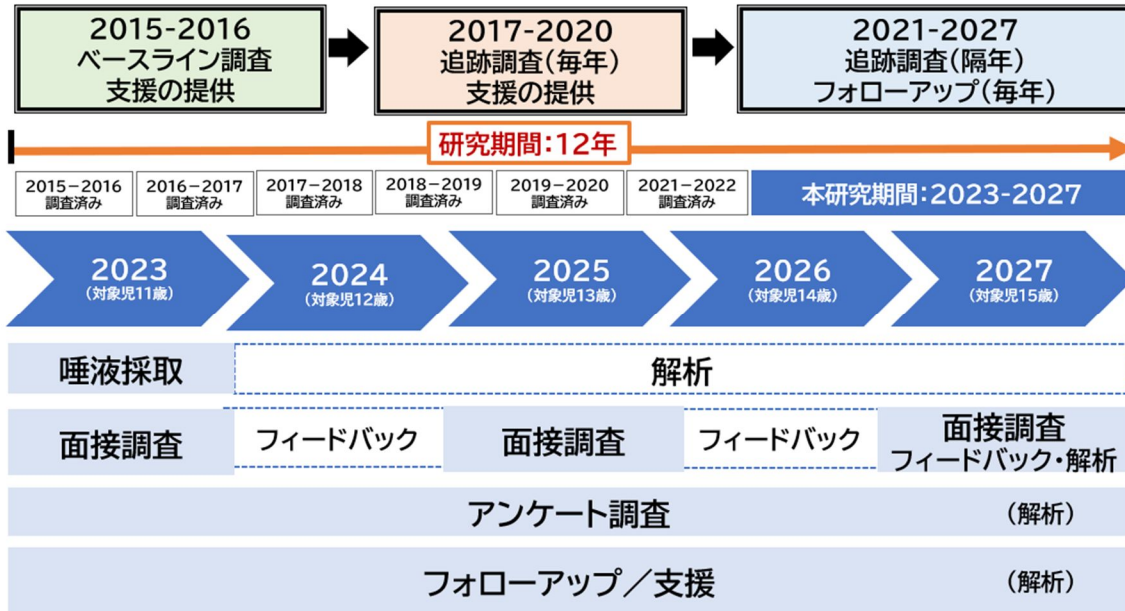 2015-2016
ベースライン調査
支援の提供
2017-2020
追跡調査(毎年)
支援の提供
2021-2027
追跡調査(隔年)
フォローアップ(毎年)
研究期間:12年
2015-2016
調査済み
2016-2017
調査済み
2017-2018
調査済み
2018-2019
調査済み
2019-2020
調査済み
2021-2022
調査済み
本研究期間:2023-2027
2023
(対象児11歳)
2024
(対象児12歳)
2025
(対象児13歳)
2026
(対象児14歳)
2027
(対象児15歳)
唾液採取
解析
面接調査
フィードバック
面接調査
フィードバック
面接調査
フィードバック・解析
アンケート調査
(解析)
フォローアップ/支援
(解析)